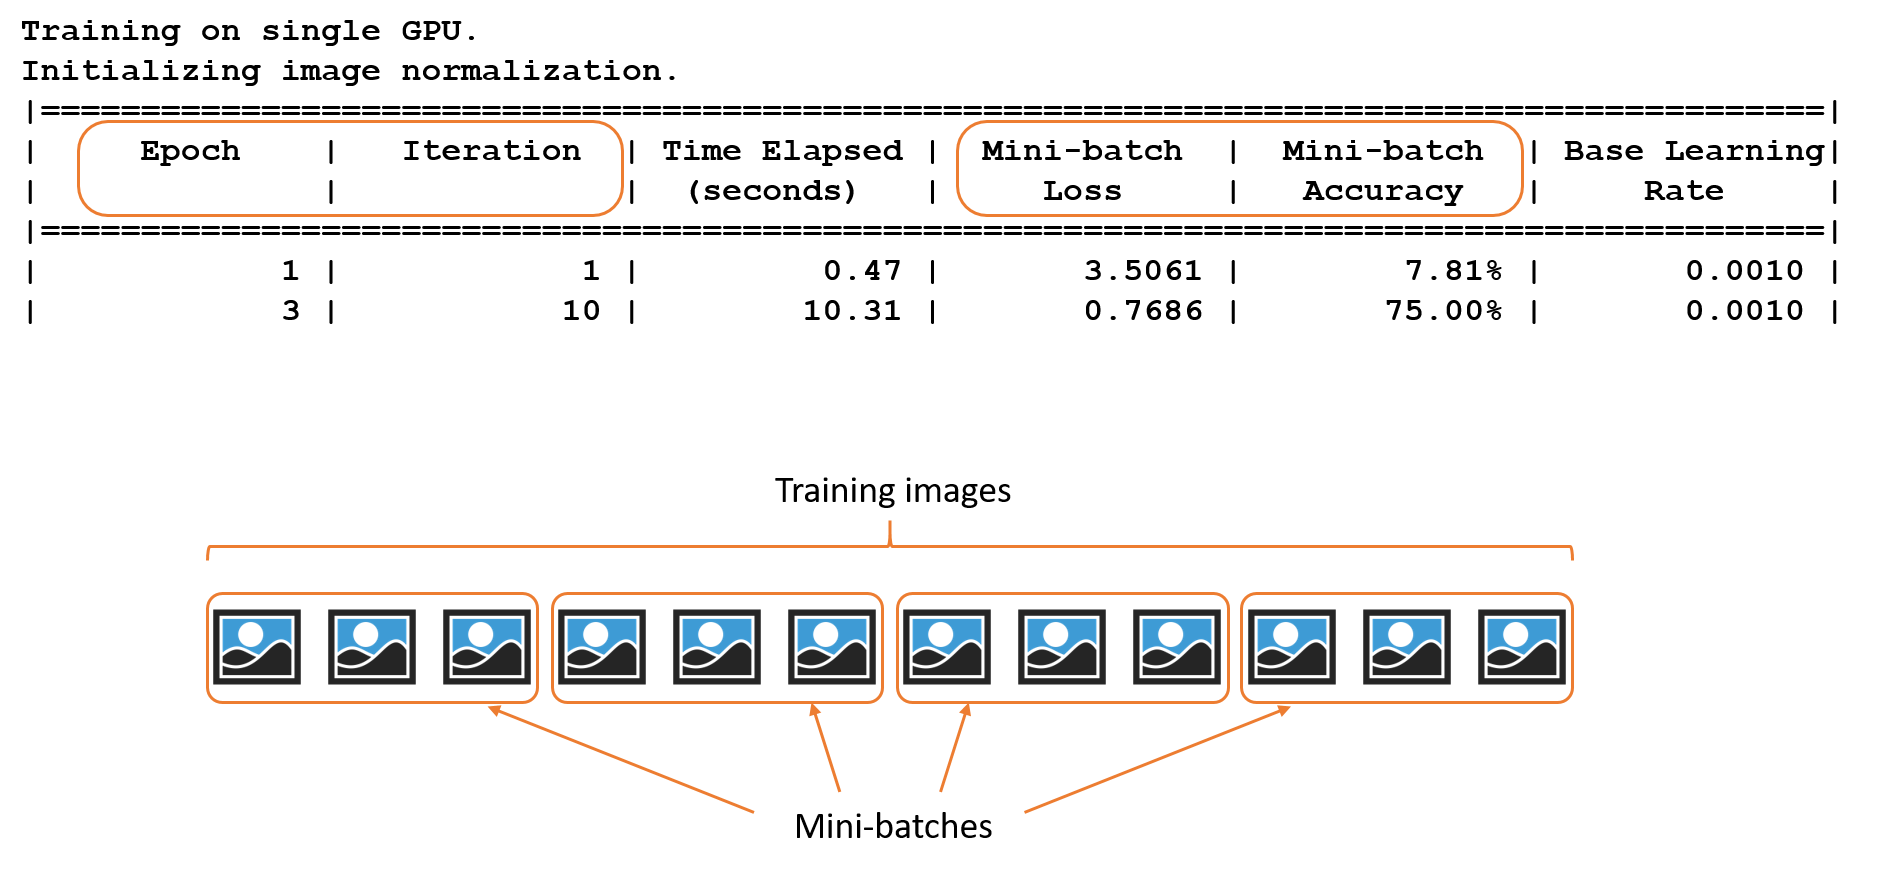 Training on single GPU.
Initializing image normalization.
|=========================================================================================|
| Epoch | Iteration | Time Elapsed | Mini-batch | Mini-batch | Base Learning|
| | | (seconds) | Loss | Accuracy | Rate |
|=========================================================================================|
| 1 | 1 | 0.47 | 3.5061 | 7.81% | 0.0010 |
| 3 | 10 | 10.31 | 0.7686 | 75.00% | 0.0010 |
Training images
Mini-batches